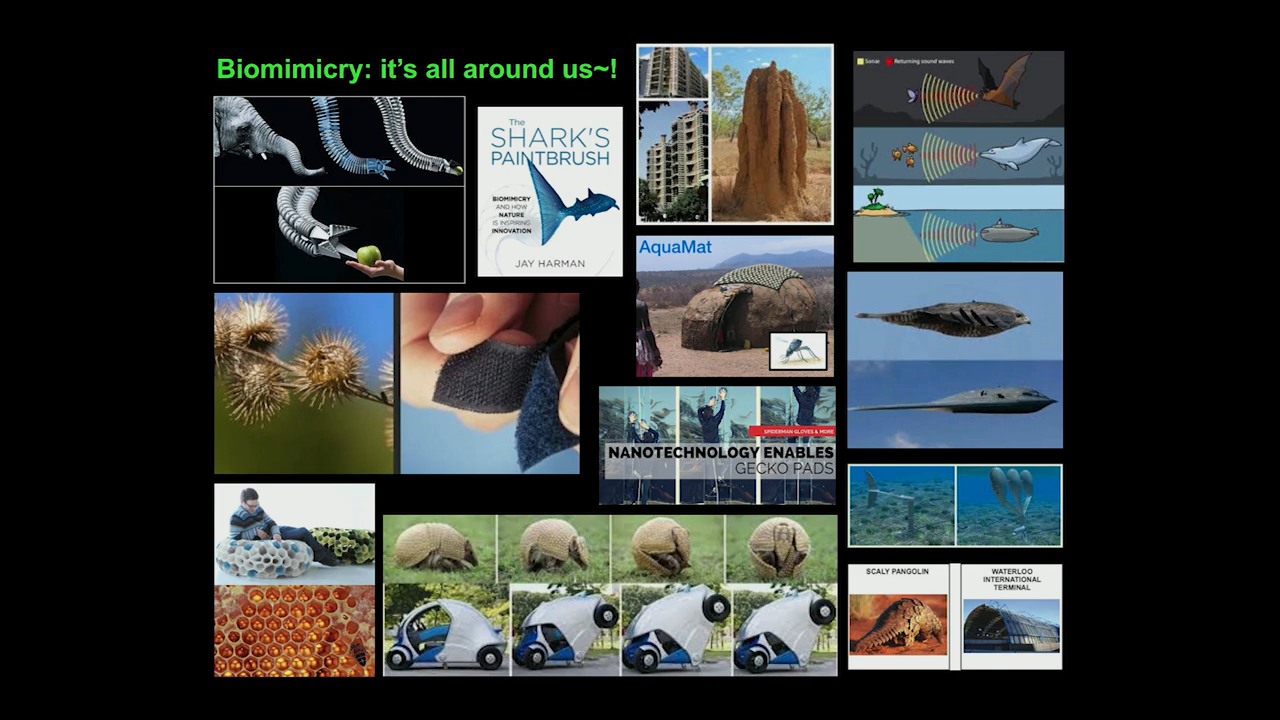 Biomimicry: it's all around us~!
The
SHARK'S
PAINTBRUSH
BIOMIMICRY
AND HOW
NATURE
IS INSPIRING
INNOVATION
JAY HARMAN
Sonar
Returning sound waves
AquaMat
SPIDERMAN GLOVES & MORE
NANOTECHNOLOGY ENABLES
GECKO PADS
SCALY PANGOLIN
WATERLOO
INTERNATIONAL
TERMINAL